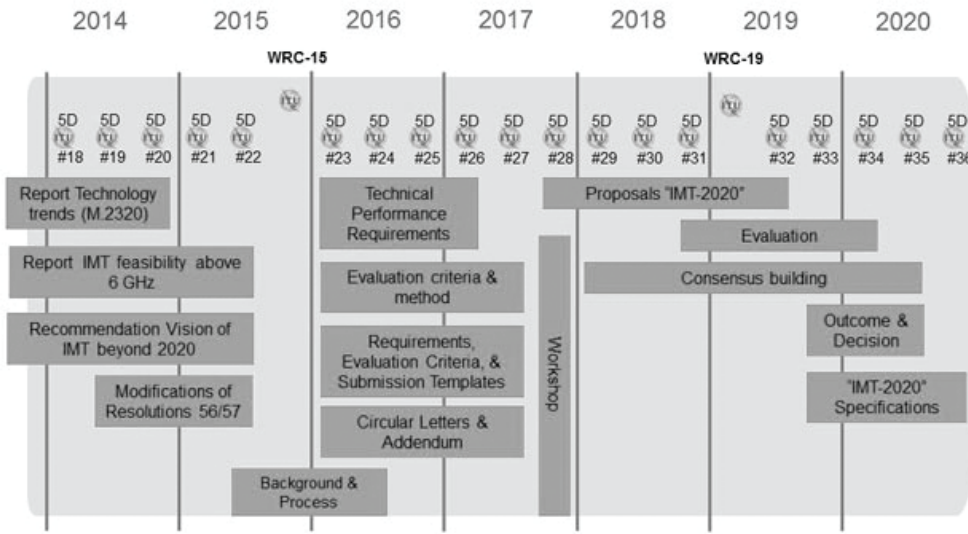 2014 2015 2016 2017 2018 2019 2020
WRC-15 WRC-19
5D 5D 5D 5D 5D 5D 5D 5D 5D 5D 5D 5D 5D 5D 5D 5D 5D 5D 5D
#18 #19 #20 #21 #22 #23 #24 #25 #26 #27 #28 #29 #30 #31 #32 #33 #34 #35 #36
Report Technology
trends (M.2320)
Report IMT feasibility above
6 GHz
Recommendation Vision of
IMT beyond 2020
Modifications of
Resolutions 56/57
Background &
Process
Technical
Performance
Requirements
Evaluation criteria &
method
Requirements,
Evaluation Criteria, &
Submission Templates
Circular Letters &
Addendum
Workshop
Proposals "IMT-2020"
Evaluation
Consensus building
Outcome &
Decision
"IMT-2020"
Specifications